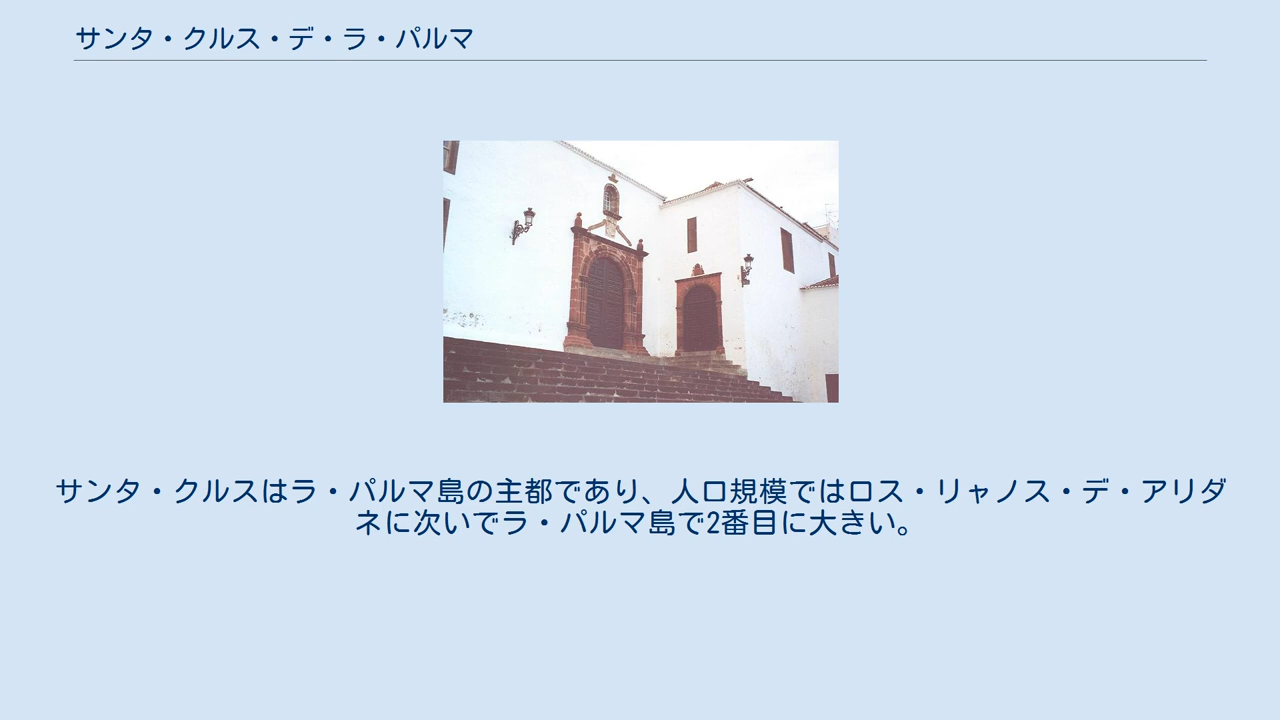 サンタ・クルス・デ・ラ・パルマ
サンタ・クルスはラ・パルマ島の主都であり、人口規模ではロス・リャノス・デ・アリダ
ネに次いでラ・パルマ島で2番目に大きい。